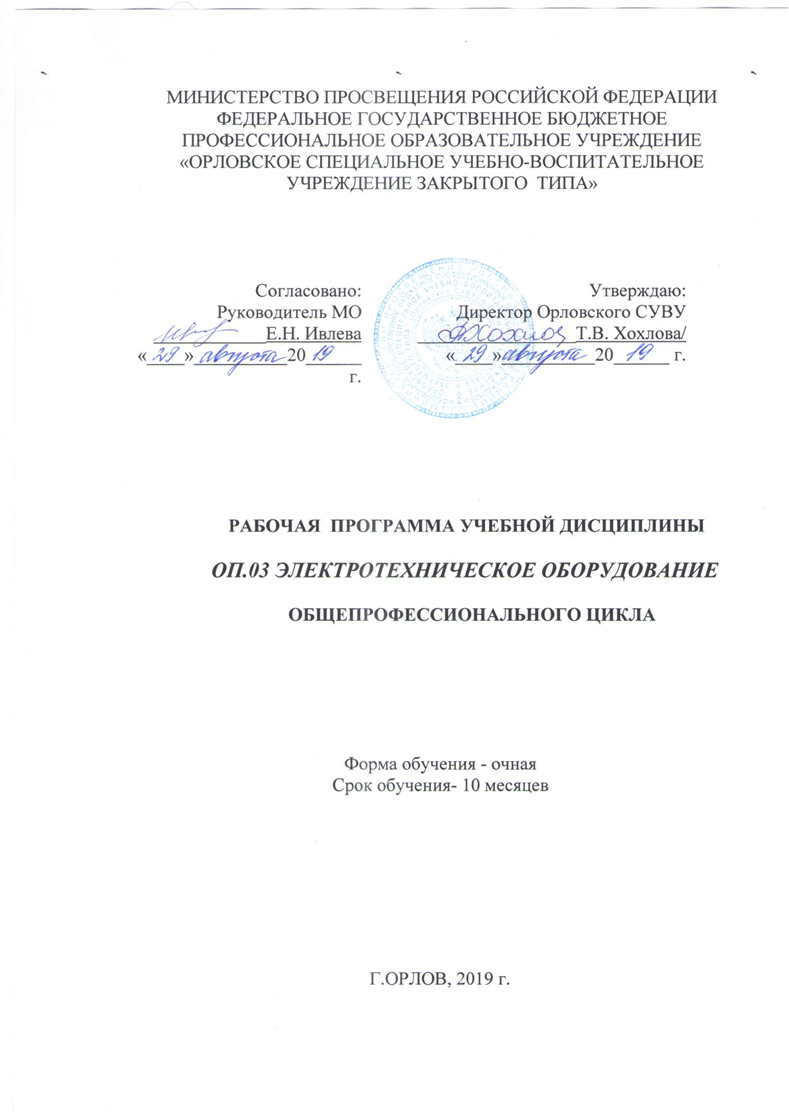 МИНИСТЕРСТВО ПРОСВЕЩЕНИЯ РОССИЙСКОЙ ФЕДЕРАЦИИ
ФЕДЕРАЛЬНОЕ ГОСУДАРСТВЕННОЕ БЮДЖЕТНОЕ
ПРОФЕССИОНАЛЬНОЕ ОБРАЗОВАТЕЛЬНОЕ УЧРЕЖДЕНИЕ
«ОРЛОВСКОЕ СПЕЦИАЛЬНОЕ УЧЕБНО-ВОСПИТАТЕЛЬНОЕ
УЧРЕЖДЕНИЕ ЗАКРЫТОГО ТИПА»
Согласовано:
Руководитель МО
Е.Н. Ивлева
«29» августа 2019
г.
Утверждаю:
Директор Орловского СУВУ
Т.В. Хохлова/
«29» августа 2019 г.
РАБОЧАЯ ПРОГРАММА УЧЕБНОЙ ДИСЦИПЛИНЫ
ОП.03 ЭЛЕКТРОТЕХНИЧЕСКОЕ ОБОРУДОВАНИЕ
ОБЩЕПРОФЕССИОНАЛЬНОГО ЦИКЛА
Форма обучения - очная
Срок обучения- 10 месяцев
Г.ОРЛОВ, 2019 г.